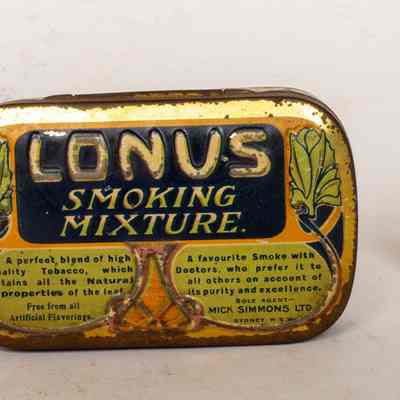 LONUS
SMOKING
MIXTURE.
A perfect blend of high
ality Tobacco, which
tains all the Natural
properties of the leaf.
Free from all
Artificial Flavorings.
A favourite Smoke with
Doctors, who prefer it to
all others on account of
its purity and excellence.
SOLE AGENT—
MICK SIMMONS LTD
SYDNEY. N.S.W.